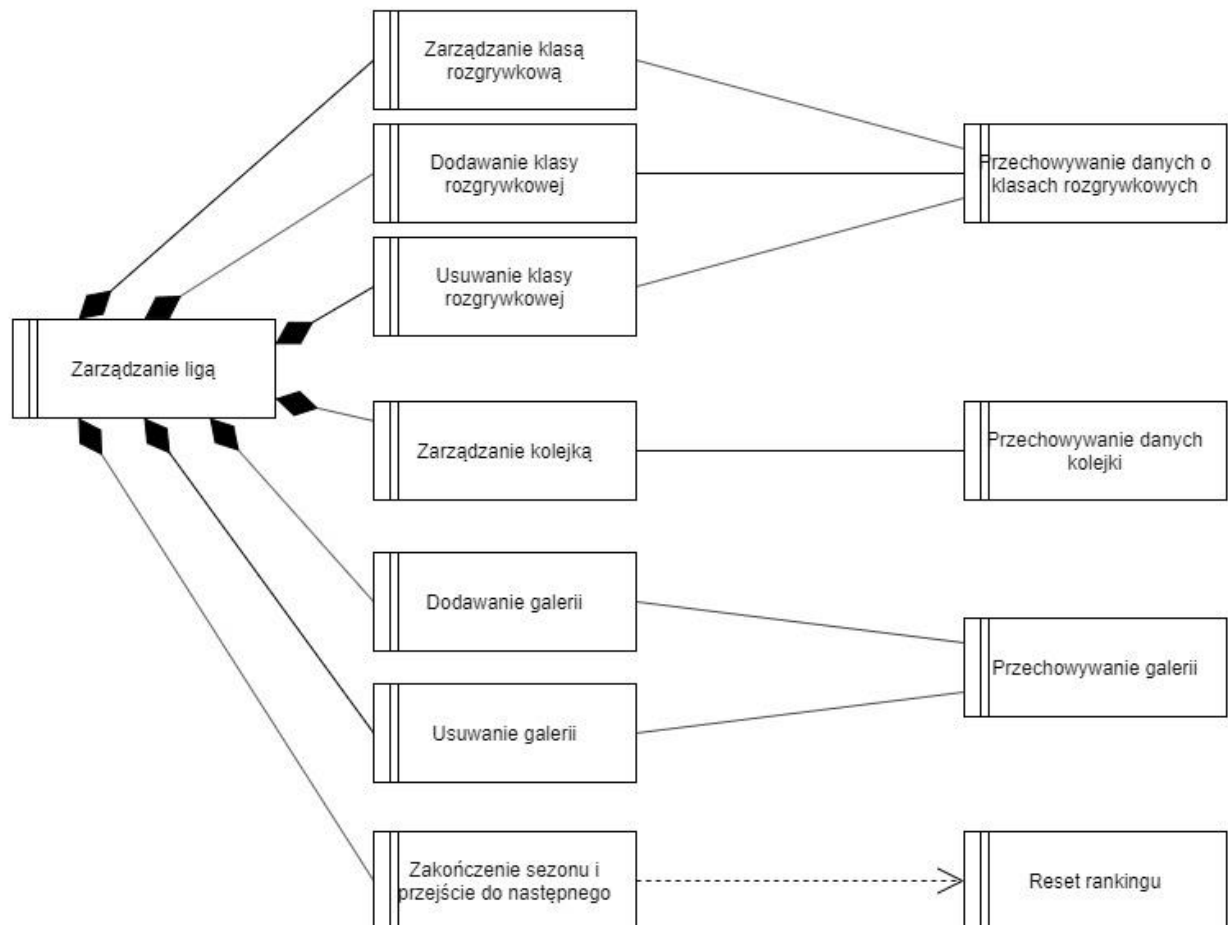 Zarządzanie klasą
rozgrywkową
Dodawanie klasy
rozgrywkowej
Przechowywanie danych o
klasach rozgrywkowych
Usuwanie klasy
rozgrywkowej
Zarządzanie ligą
Zarządzanie kolejką
Przechowywanie danych
kolejki
Dodawanie galerii
Przechowywanie galerii
Usuwanie galerii
Zakończenie sezonu i
przejście do następnego
Reset rankingu